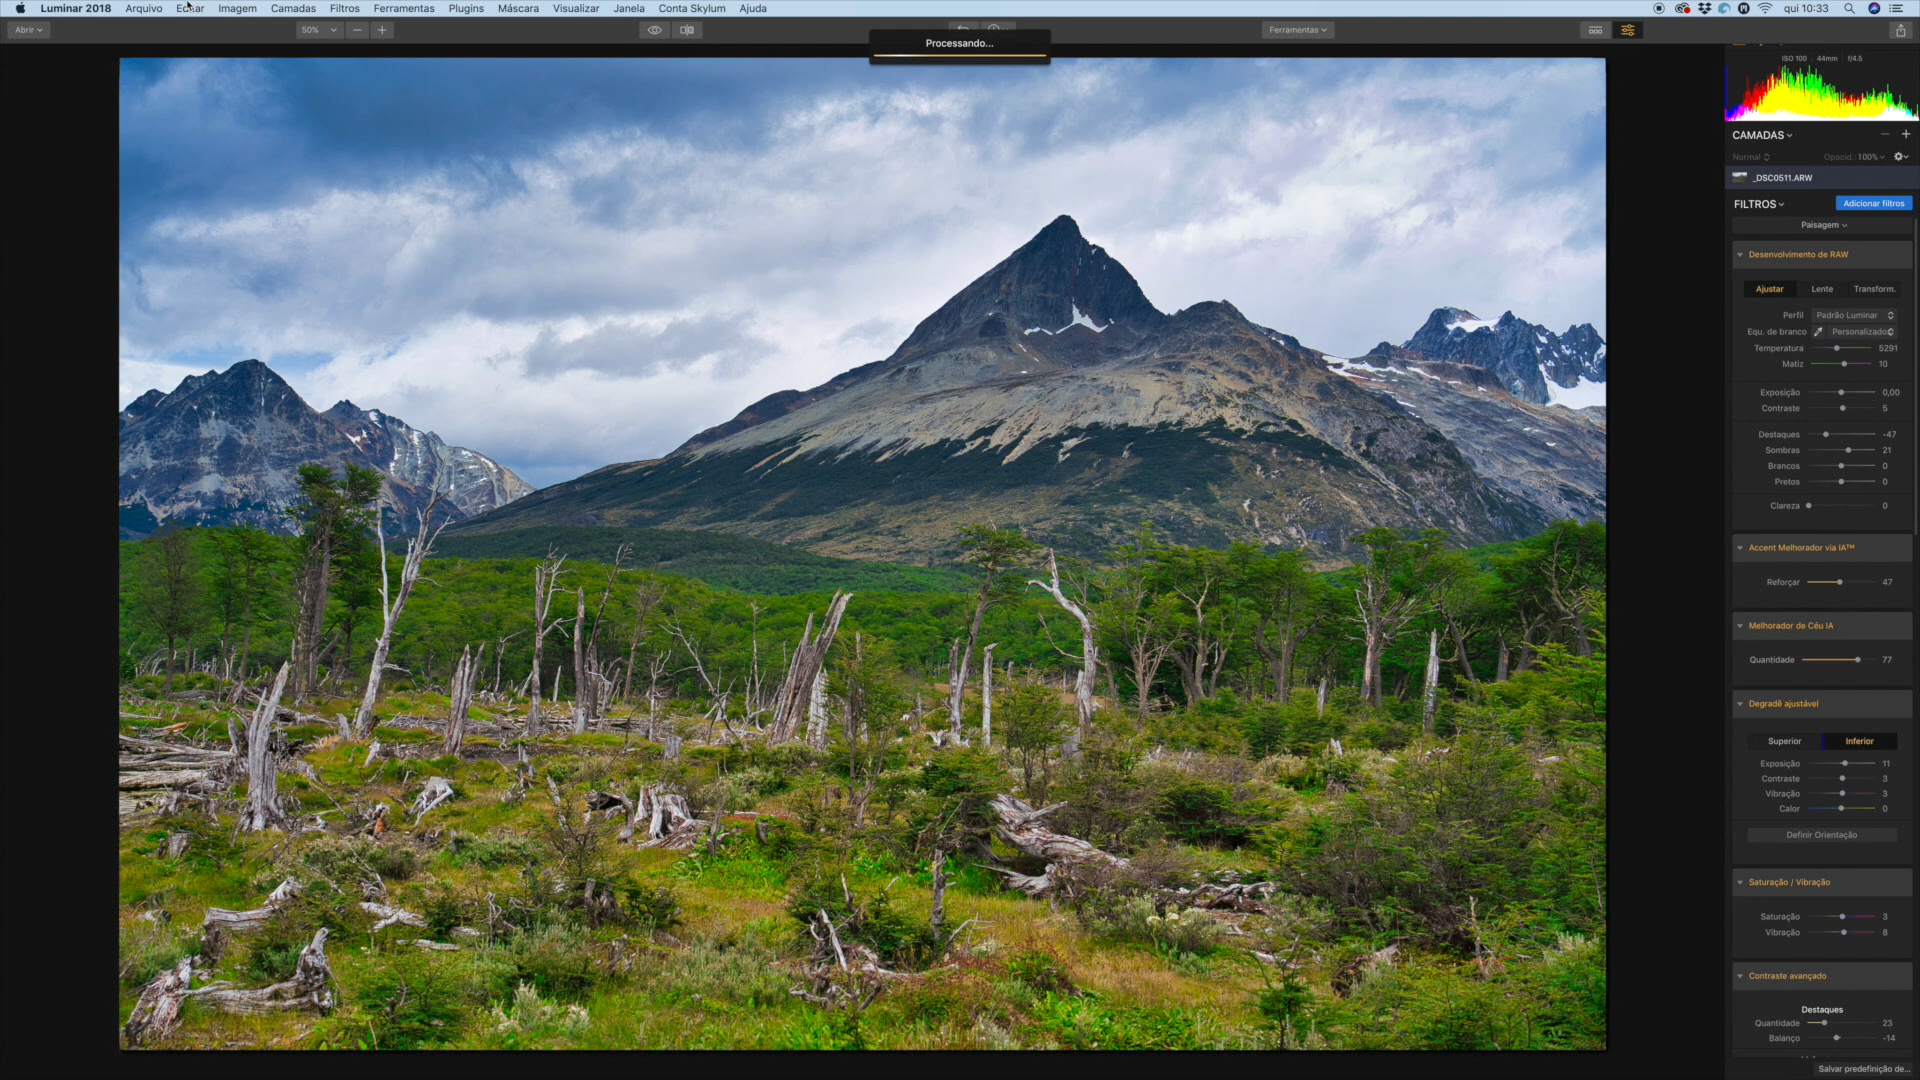 Luminar 2018 Arquivo Editar Imagem Camadas Filtros Ferramentas Plugins Máscara Visualizar Janela Conta Skylum Ajuda qui 10:33
Abrir 50% Ferramentas
Processando...
ISO 100 44mm f/4.5
CAMADAS
Normal Opacid.: 100%
_DSC0511.ARW
FILTROS Adicionar filtros
Paisagem
Desenvolvimento de RAW
Ajustar Lente Transform.
Perfil Padrão Luminar
Equ. de branco Personalizado
Temperatura 5291
Matiz 10
Exposição 0,00
Contraste 5
Destaques -47
Sombras 21
Brancos 0
Pretos 0
Clareza 0
Accent Melhorador via IA™
Reforçar 47
Melhorador de Céu IA
Quantidade 77
Degradê ajustável
Superior Inferior
Exposição 11
Contraste 3
Vibração 3
Calor 0
Definir Orientação
Saturação / Vibração
Saturação 3
Vibração 8
Contraste avançado
Destaques
Quantidade 23
Balanço -14
Salvar predefinição de...